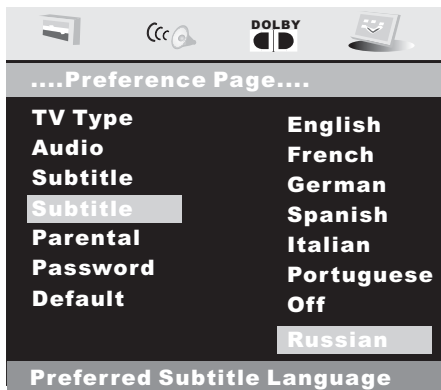 DOLBY
....Preference Page....
TV Type
Audio
Subtitle
Subtitle
Parental
Password
Default
English
French
German
Spanish
Italian
Portuguese
Off
Russian
Preferred Subtitle Language